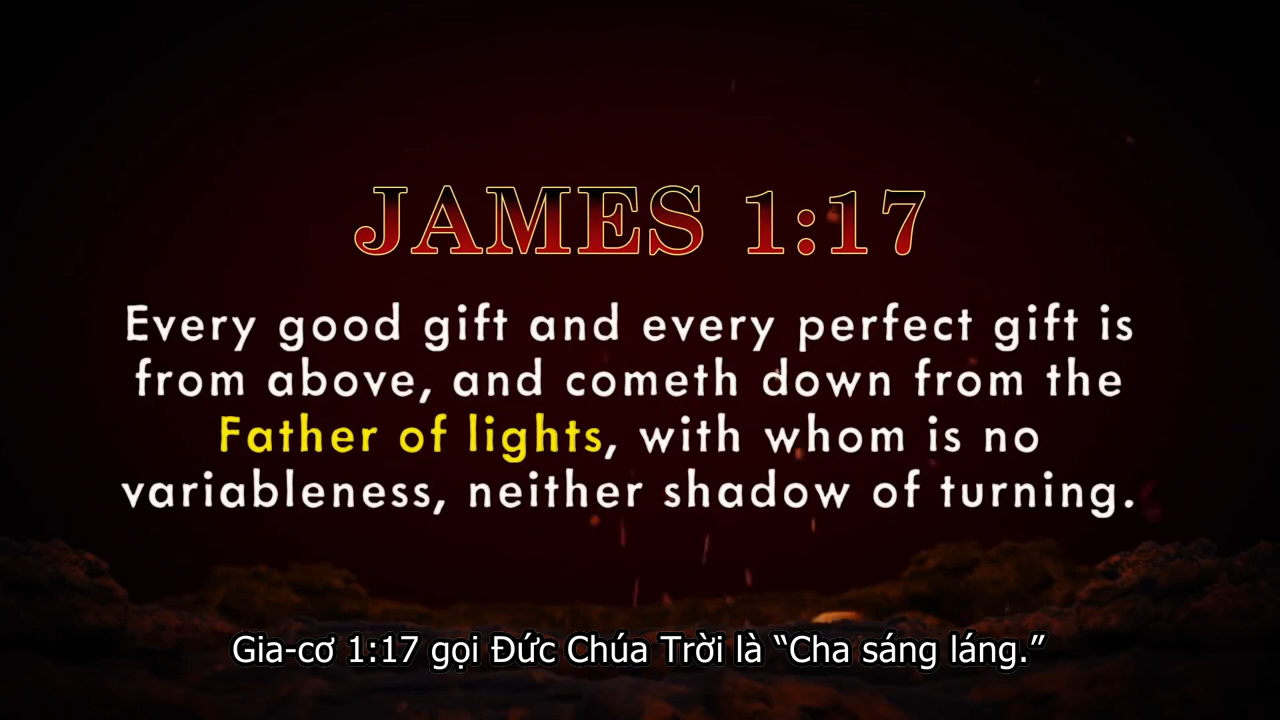 JAMES 1:17
Every good gift and every perfect gift is
from above, and cometh down from the
Father of lights, with whom is no
variableness, neither shadow of turning.
Gia-cơ 1:17 gọi Đức Chúa Trời là “Cha sáng láng.”